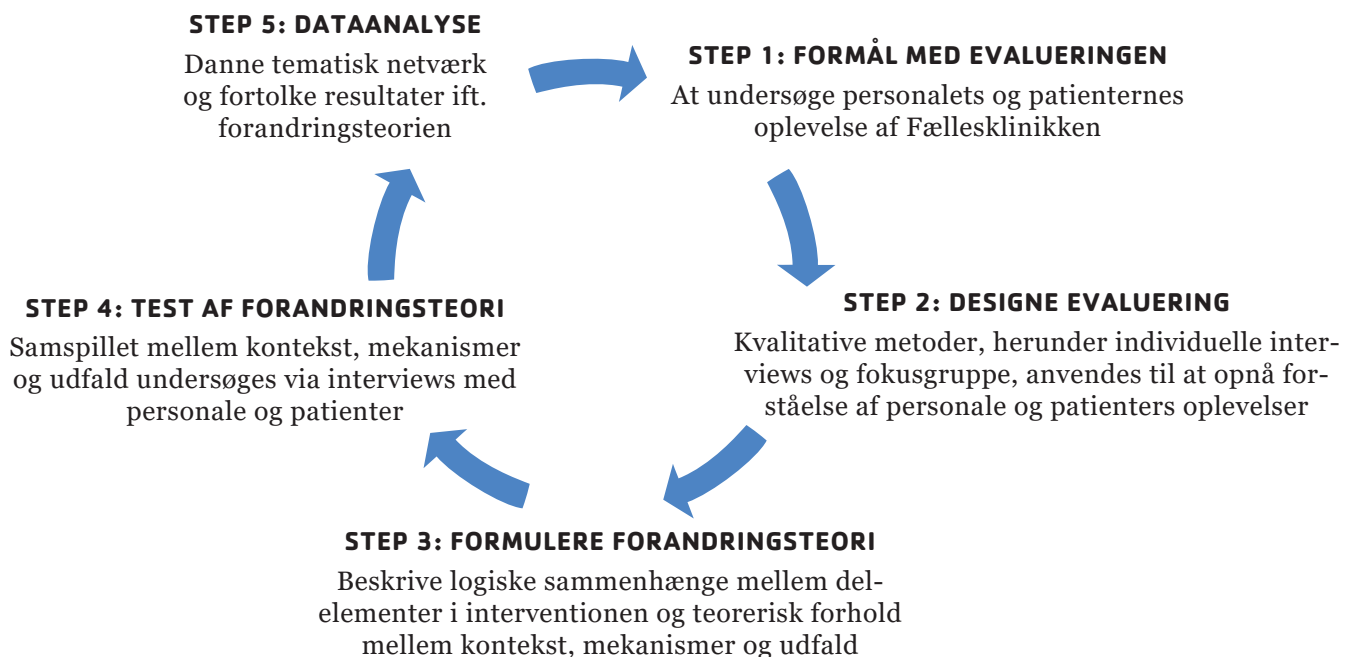 STEP 1: FORMÅL MED EVALUERINGEN
At undersøge personalets og patienternes
oplevelse af Fællesklinikken
STEP 2: DESIGNE EVALUERING
Kvalitative metoder, herunder individuelle inter-
views og fokusgruppe, anvendes til at opnå for-
ståelse af personale og patienters oplevelser
STEP 3: FORMULERE FORANDRINGSTEORI
Beskrive logiske sammenhænge mellem del-
elementer i interventionen og teorerisk forhold
mellem kontekst, mekanismer og udfald
STEP 4: TEST AF FORANDRINGSTEORI
Samspillet mellem kontekst, mekanismer
og udfald undersøges via interviews med
personale og patienter
STEP 5: DATAANALYSE
Danne tematisk netværk
og fortolke resultater ift.
forandringsteorien